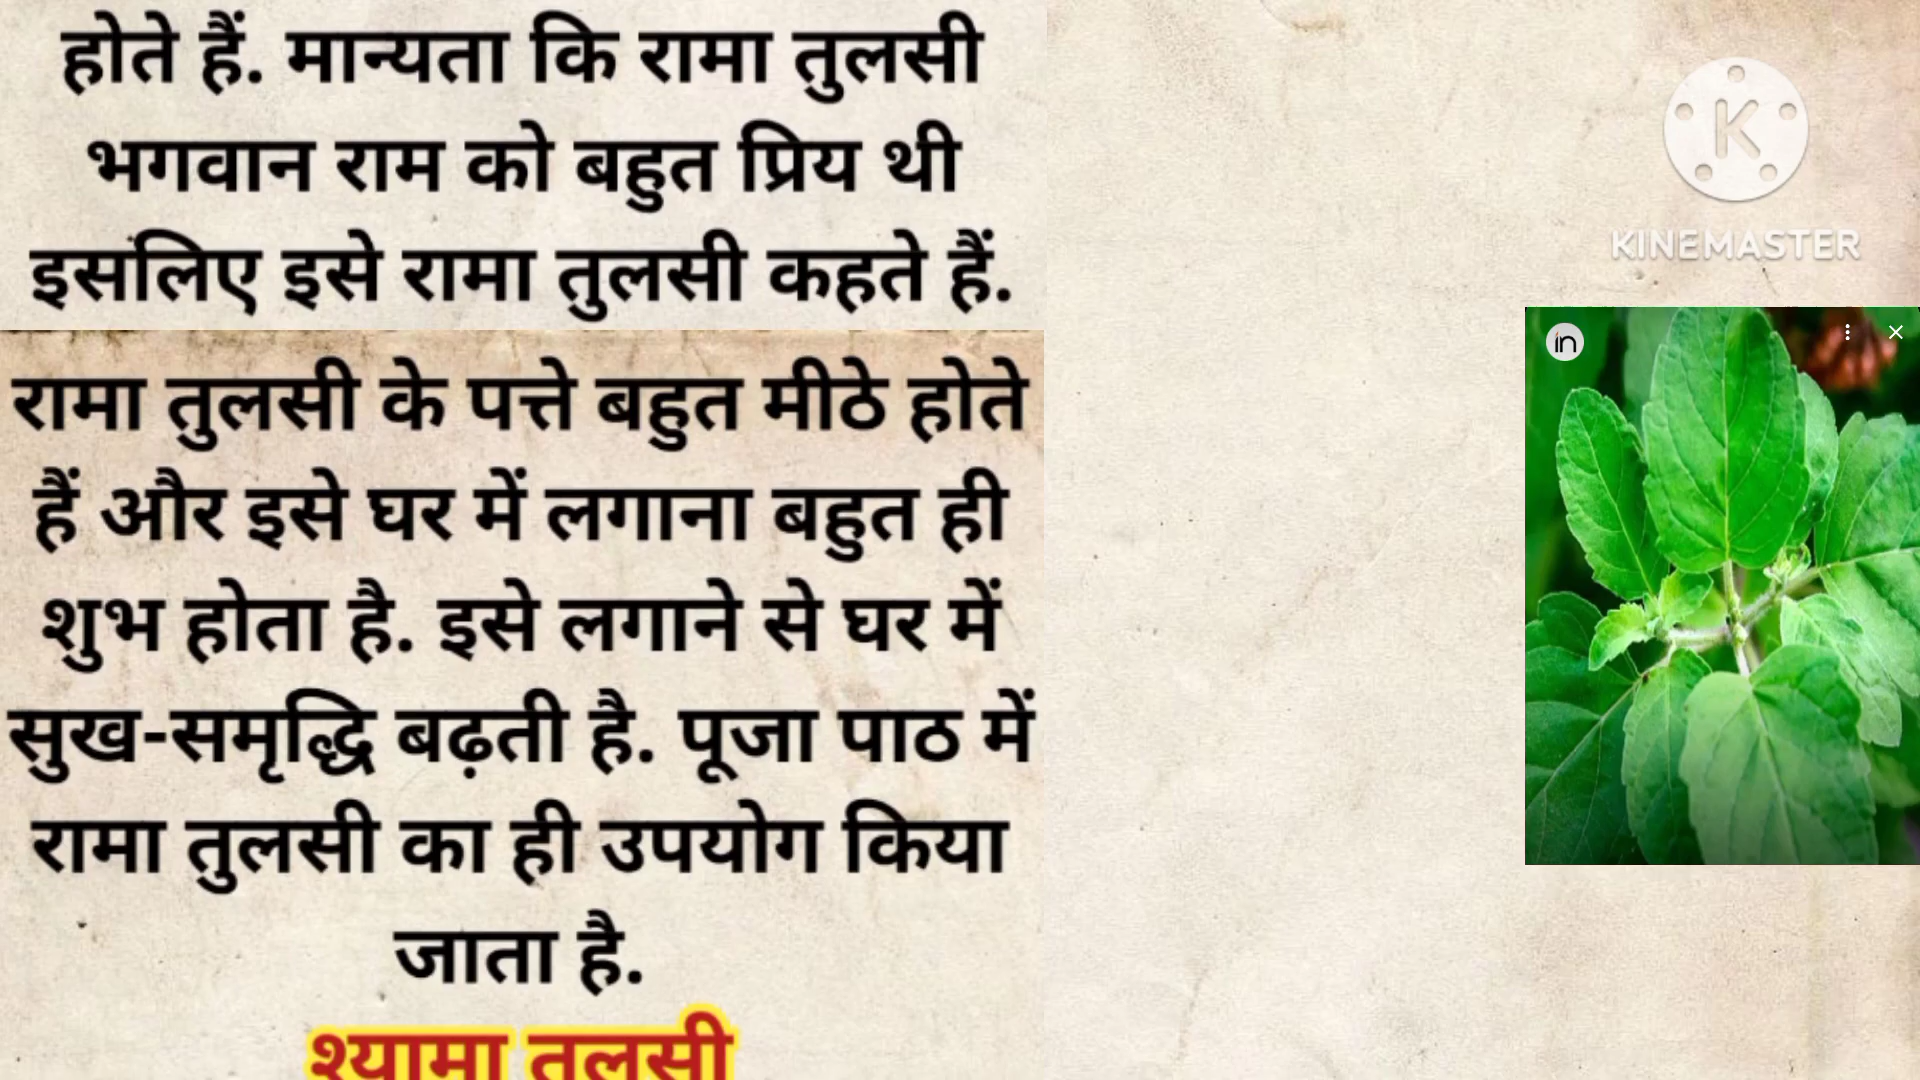 होते हैं. मान्यता कि रामा तुलसी
भगवान राम को बहुत प्रिय थी
इसलिए इसे रामा तुलसी कहते हैं.
रामा तुलसी के पत्ते बहुत मीठे होते
हैं और इसे घर में लगाना बहुत ही
शुभ होता है. इसे लगाने से घर में
सुख-समृद्धि बढ़ती है. पूजा पाठ में
रामा तुलसी का ही उपयोग किया
जाता है.
श्यामा तुलसी
K
KINEMASTER
in